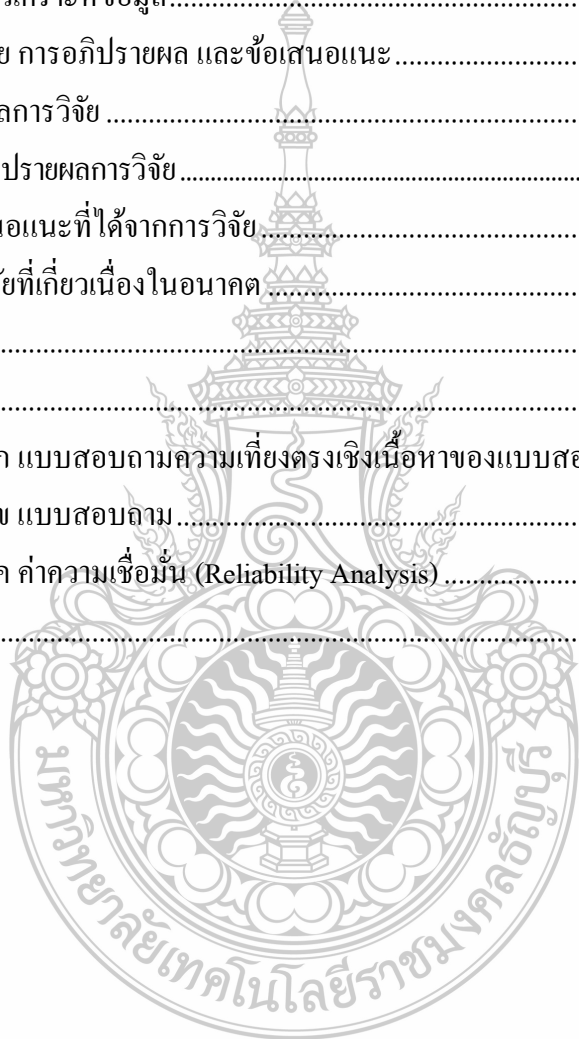 ข้อมูล........................................................
ย การอภิปรายผล และข้อเสนอแนะ........................
ลการวิจัย ........................................................
ปรายผลการวิจัย........................................................
นอแนะที่ได้จากการวิจัย........................................
ัยที่เกี่ยวเนื่องในอนาคต ........................................
........................................................................
........................................................................
ก แบบสอบถามความเที่ยงตรงเชิงเนื้อหาของแบบสอ
ข แบบสอบถาม........................................................
ค ค่าความเชื่อมั่น (Reliability Analysis) ....................
........................................................................
มหาวิทยาลัยเทคโนโลยีราชมงคลธัญบุรี